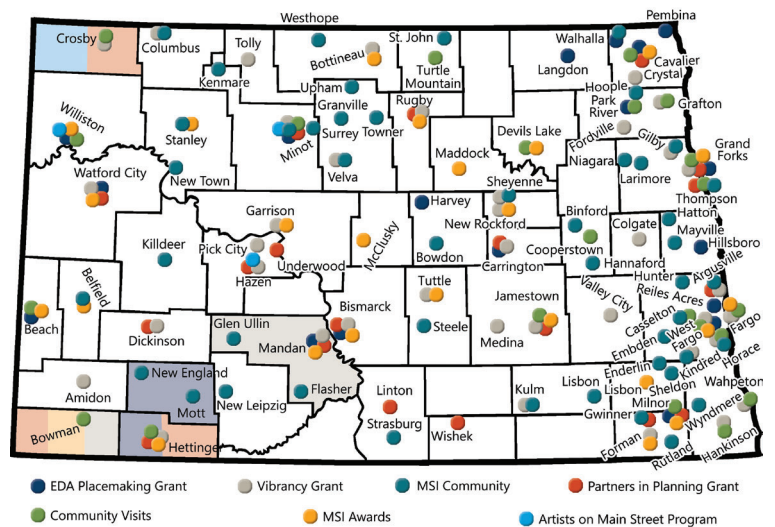 Westhope
St. John
Pembina
Crosby
Columbus
Tolly
Bottineau
Walhalla
Turtle
Mountain
Langdon
Cavalier
Crystal
Kenmare
Upham
Hoople
Granville
Rugby
Park
River
Grafton
Williston
Stanley
Minot
Surrey
Towner
Devils Lake
Fordville
Gilby
Grand
Forks
Velva
Maddock
Niagara
Larimore
New Town
Watford City
Sheyenne
Thompson
Harvey
Hatton
Garrison
New Rockford
Binford
Mayville
Killdeer
Pick City
McClusky
Bowdon
Cooperstown
Colgate
Hillsboro
Underwood
Carrington
Hazen
Hannaford
Argusville
Belfield
Tuttle
Hunter
Reiles Acres
Bismarck
Jamestown
Valley City
Casselton
Beach
Dickinson
Glen Ullin
Steele
Medina
West
Fargo
Fargo
Embden
Mandan
Horace
Enderlin
Kindred
New England
Amidon
Flasher
Linton
Kulm
Lisbon
Lisbon
Sheldon
Wahpeton
Mott
New Leipzig
Milnor
Gwinner
Wyndmere
Bowman
Strasburg
Wishek
Hettinger
Forman
Rutland
Hankinson
EDA Placemaking Grant
Vibrancy Grant
MSI Community
Partners in Planning Grant
Community Visits
MSI Awards
Artists on Main Street Program